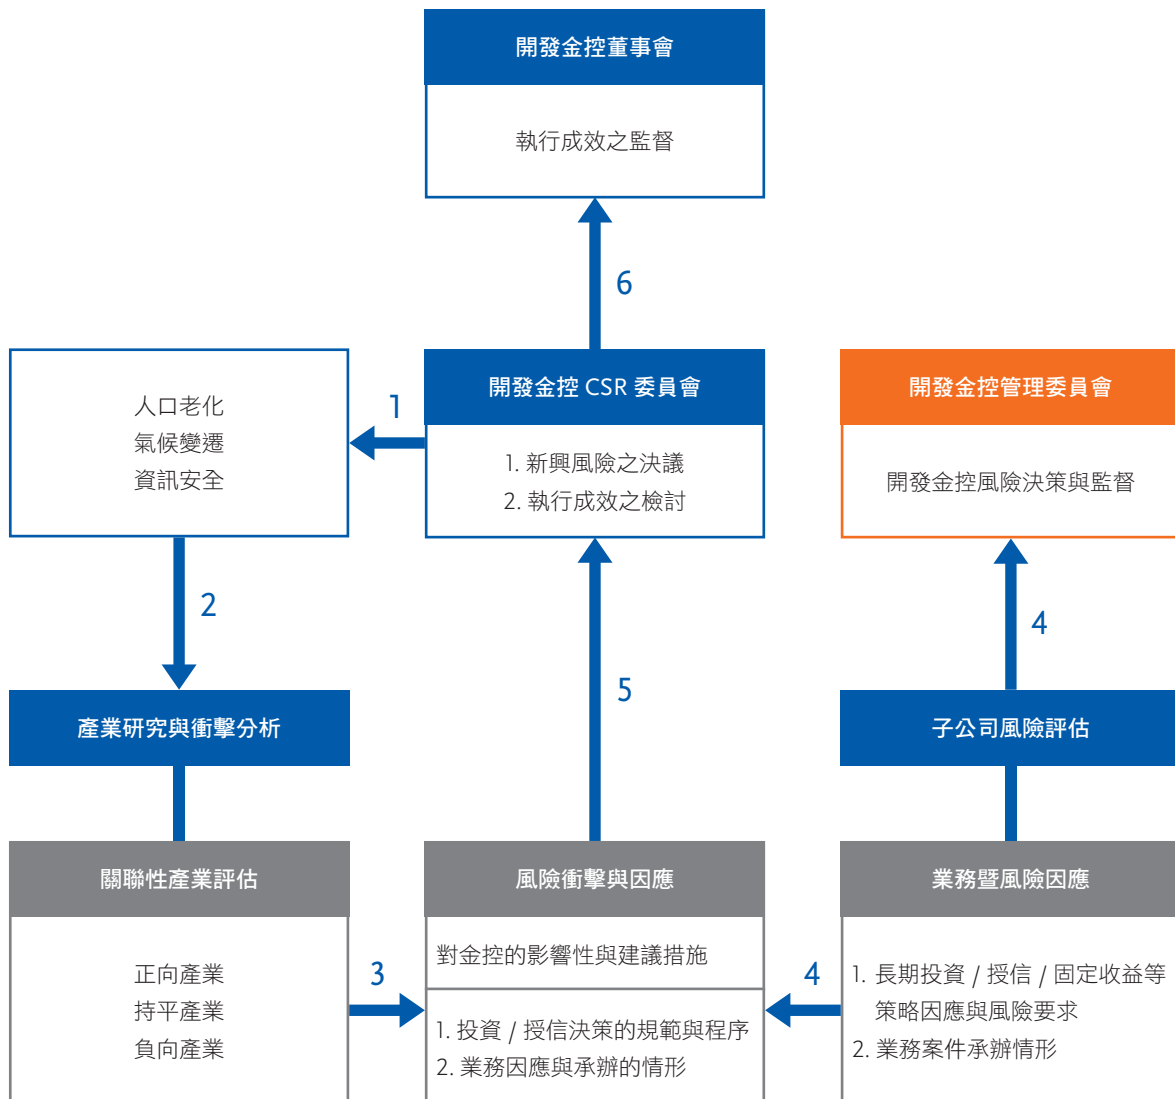 開發金控董事會
執行成效之監督
6
人口老化
氣候變遷
資訊安全
1
開發金控 CSR 委員會
1. 新興風險之決議
2. 執行成效之檢討
開發金控管理委員會
開發金控風險決策與監督
2
5
4
產業研究與衝擊分析
子公司風險評估
關聯性產業評估
正向產業
持平產業
負向產業
3
風險衝擊與因應
對金控的影響性與建議措施
1. 投資 / 授信決策的規範與程序
2. 業務因應與承辦的情形
4
業務暨風險因應
1. 長期投資 / 授信 / 固定收益等
策略因應與風險要求
2. 業務案件承辦情形